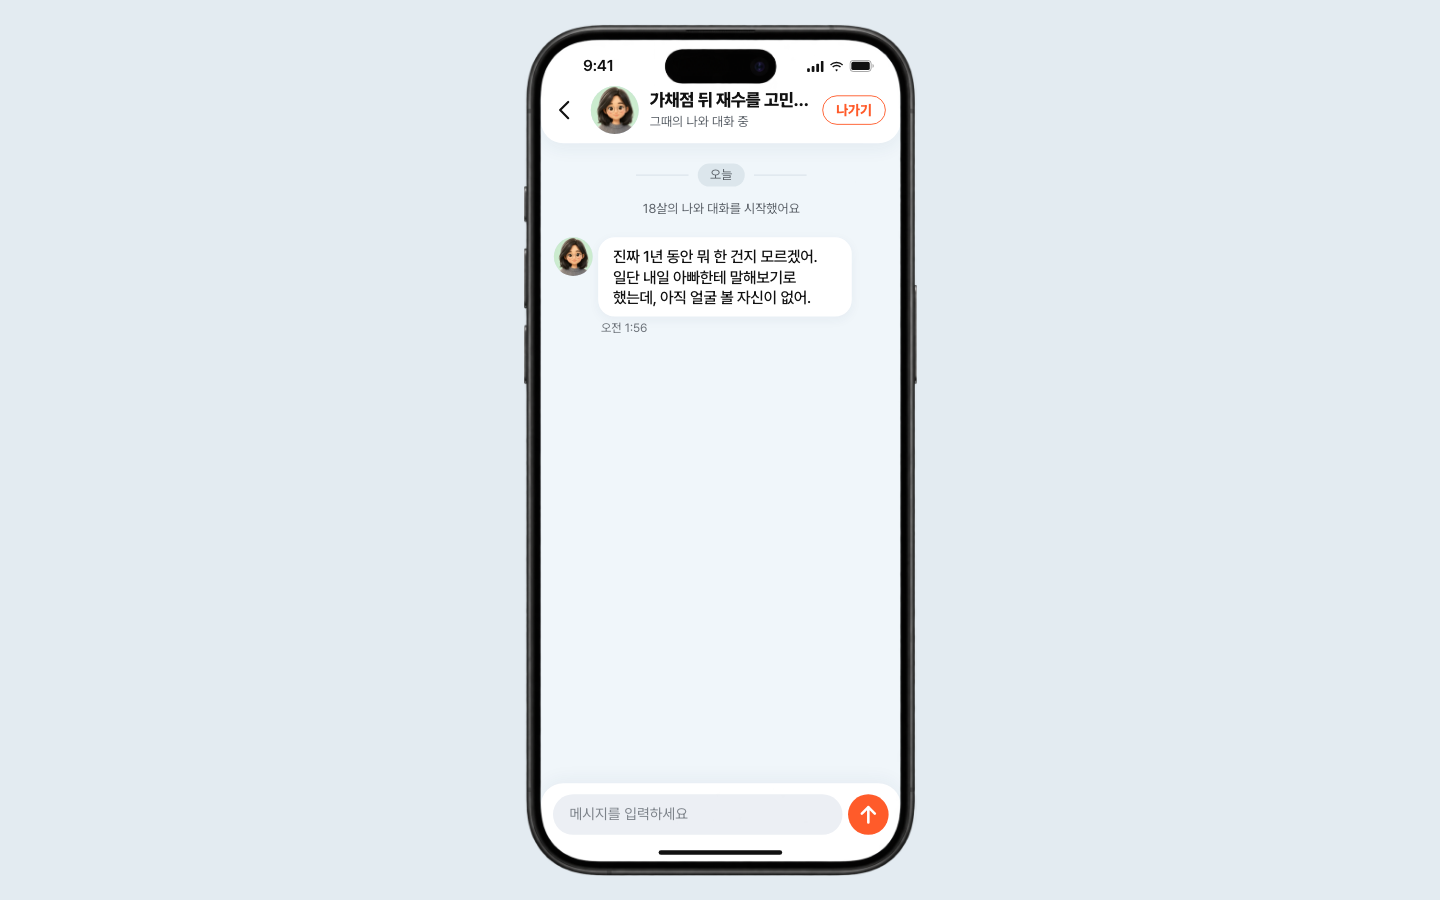 9:41
가채점 뒤 재수를 고민...
그때의 나와 대화 중
나가기
오늘
18살의 나와 대화를 시작했어요
진짜 1년 동안 뭐 한 건지 모르겠어.
일단 내일 아빠한테 말해보기로
했는데, 아직 얼굴 볼 자신이 없어.
오전 1:56
메시지를 입력하세요